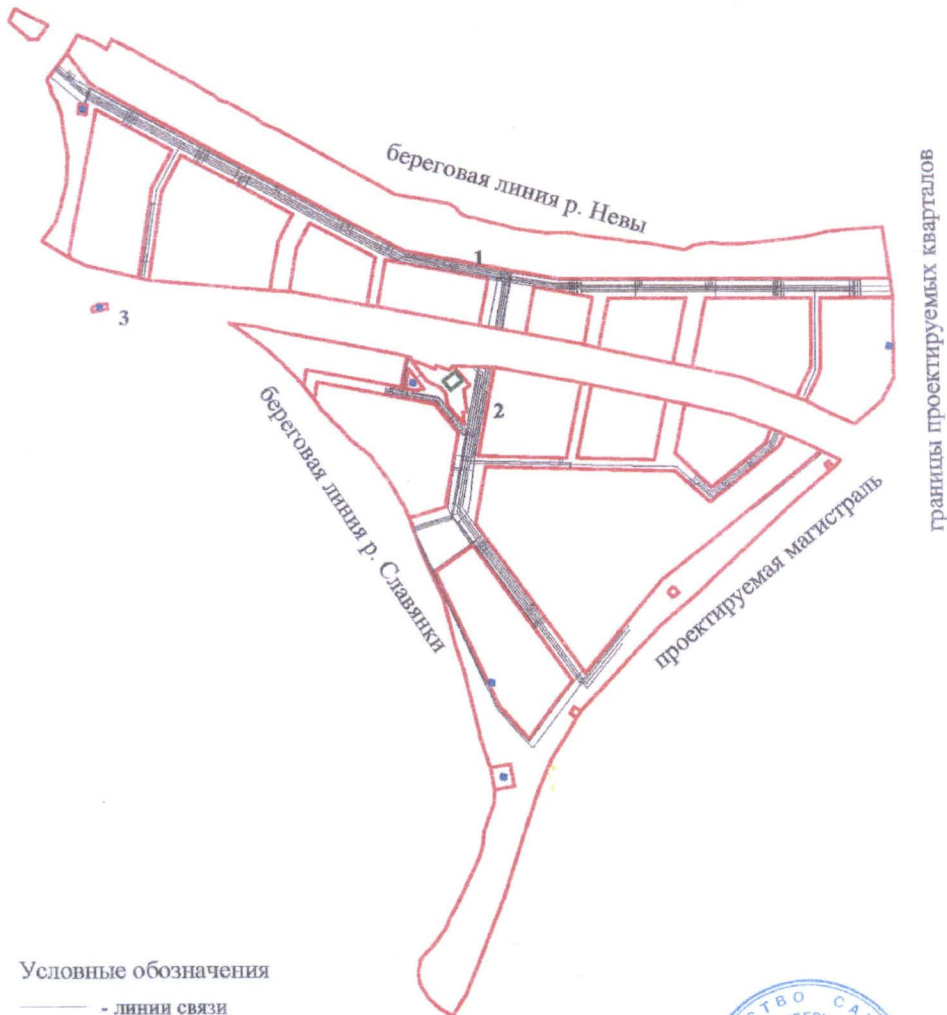 береговая линия р. Невы
границы проектируемых кварталов
1
3
2
береговая линия р. Славянки
проектируемая магистраль
Условные обозначения
- линии связи